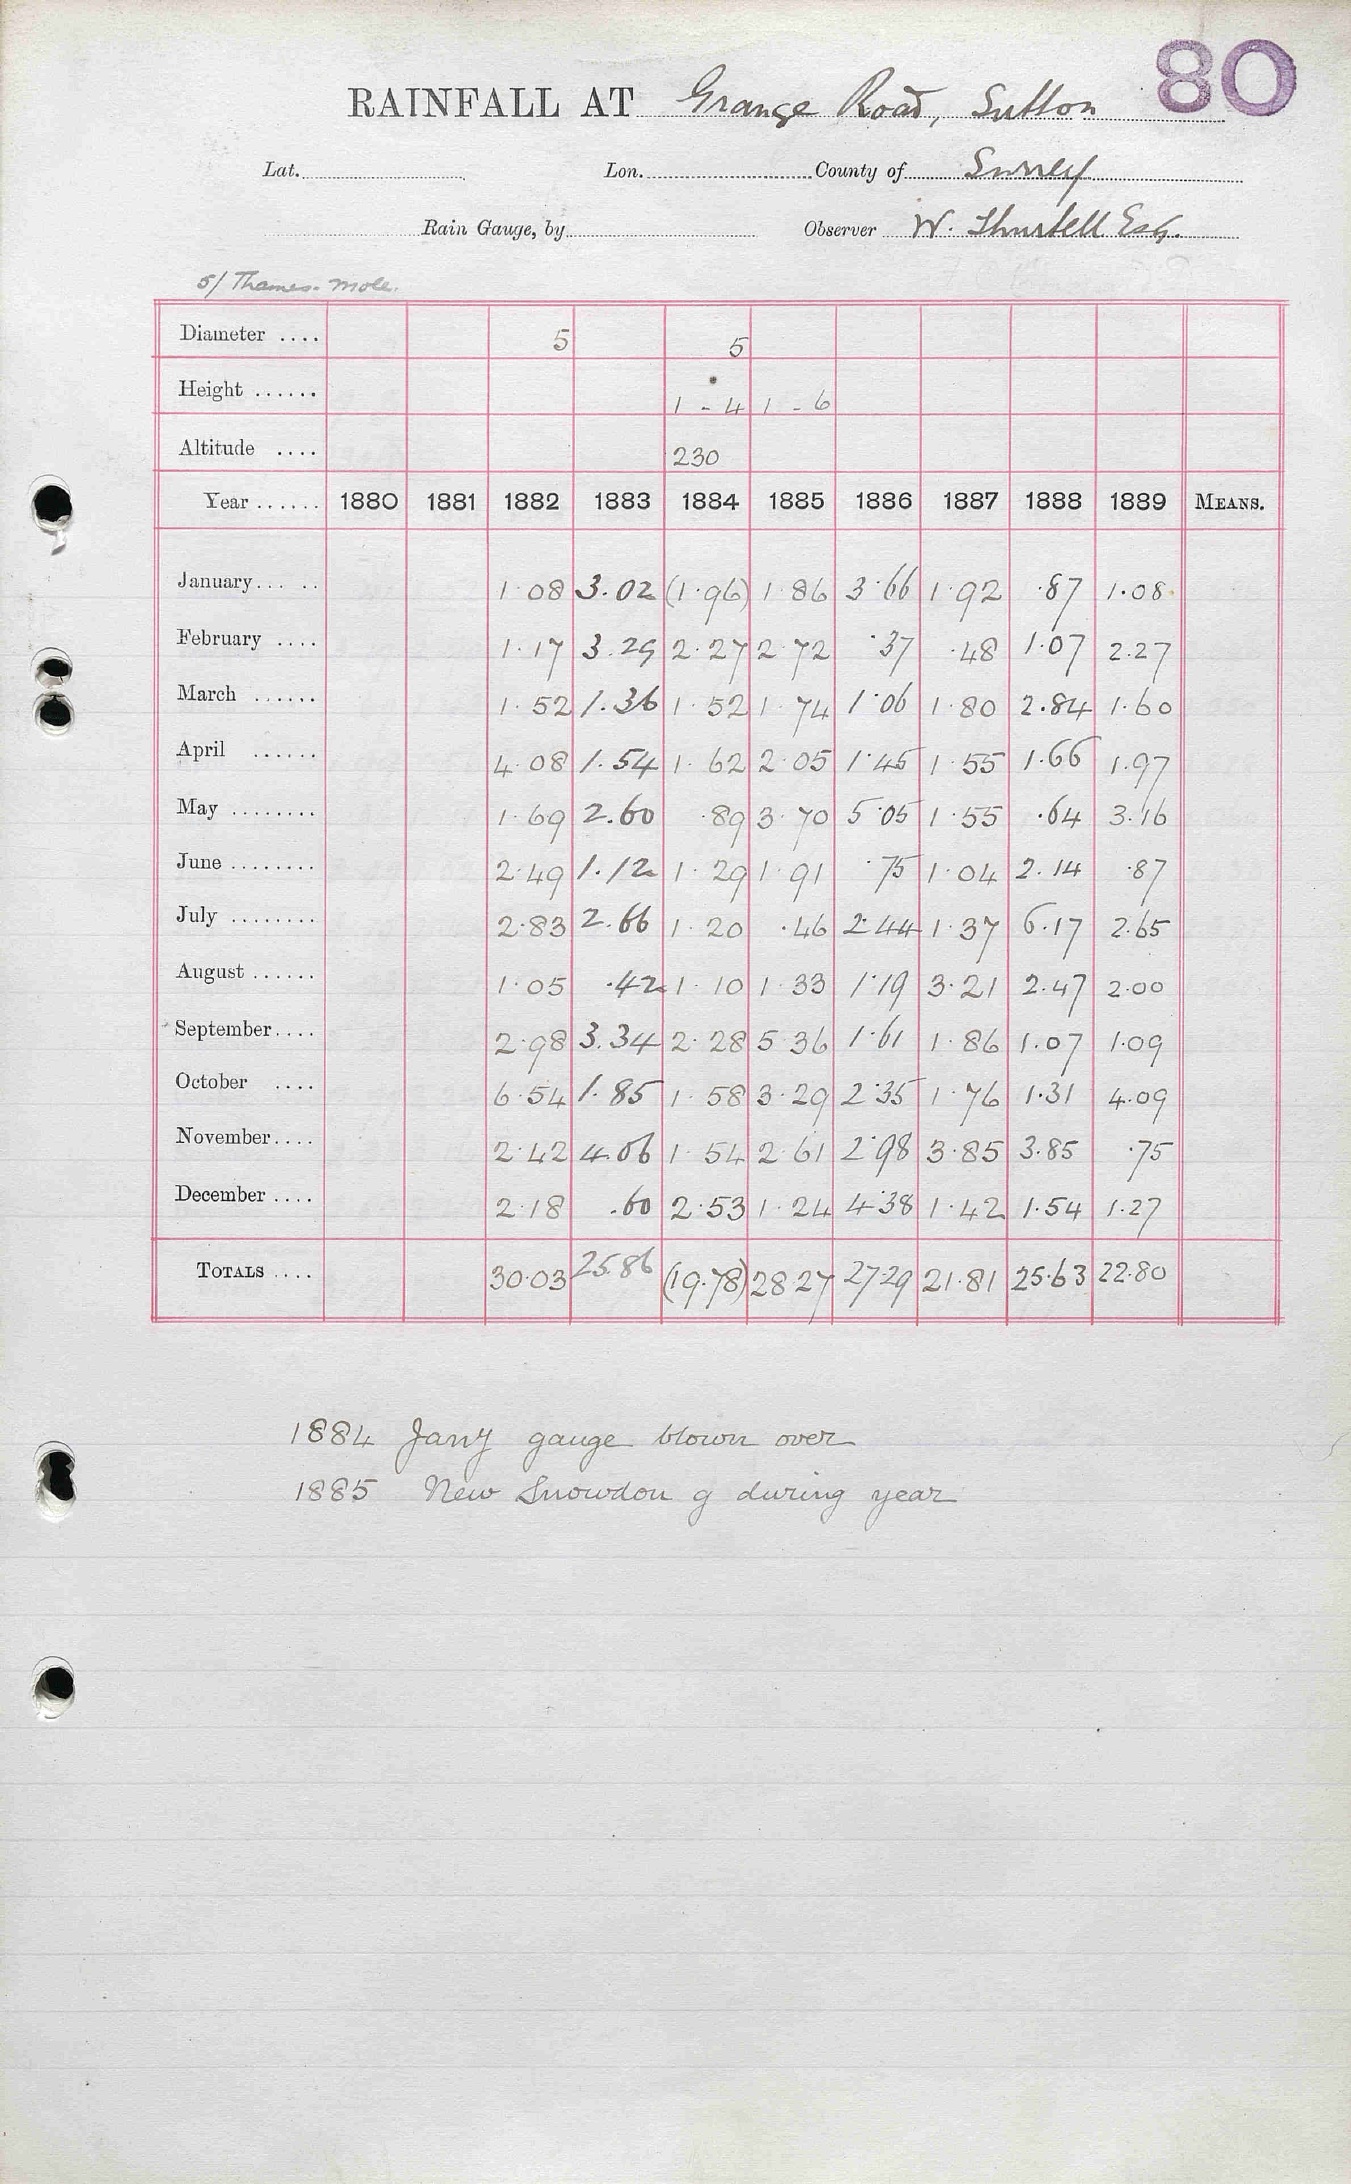 80
RAINFALL AT Grange Road, Sutton
Lat. Lon. County of Surrey
Rain Gauge, by Observer W. Thurtell Esq.
5/ Thames. Mole.
Diameter .... 5 5
Height ...... 1 - 4 1 - 6
Altitude .... 230
Year ...... 1880 1881 1882 1883 1884 1885 1886 1887 1888 1889 MEANS.
January... .. 1.08 3.02 (1.96) 1.86 3.66 1.92 .87 1.08
February .... 1.17 3.29 2.27 2.72 .37 .48 1.07 2.27
March ...... 1.52 1.36 1.52 1.74 1.06 1.80 2.84 1.60
April ...... 4.08 1.54 1.62 2.05 1.45 1.55 1.66 1.97
May ........ 1.69 2.60 .89 3.70 5.05 1.55 .64 3.16
June ........ 2.49 1.12 1.29 1.91 .75 1.04 2.14 .87
July ........ 2.83 2.66 1.20 .46 2.44 1.37 6.17 2.65
August ...... 1.05 .42 1.10 1.33 1.19 3.21 2.47 2.00
September.... 2.98 3.34 2.28 5.36 1.61 1.86 1.07 1.09
October .... 6.54 1.85 1.58 3.29 2.35 1.76 1.31 4.09
November.... 2.42 4.06 1.54 2.61 2.98 3.85 3.85 .75
December .... 2.18 .60 2.53 1.24 4.38 1.42 1.54 1.27
TOTALS .... 30.03 25.86 (19.78) 28.27 27.29 21.81 25.63 22.80
1884 Jany gauge blown over
1885 New Snowdon g during year